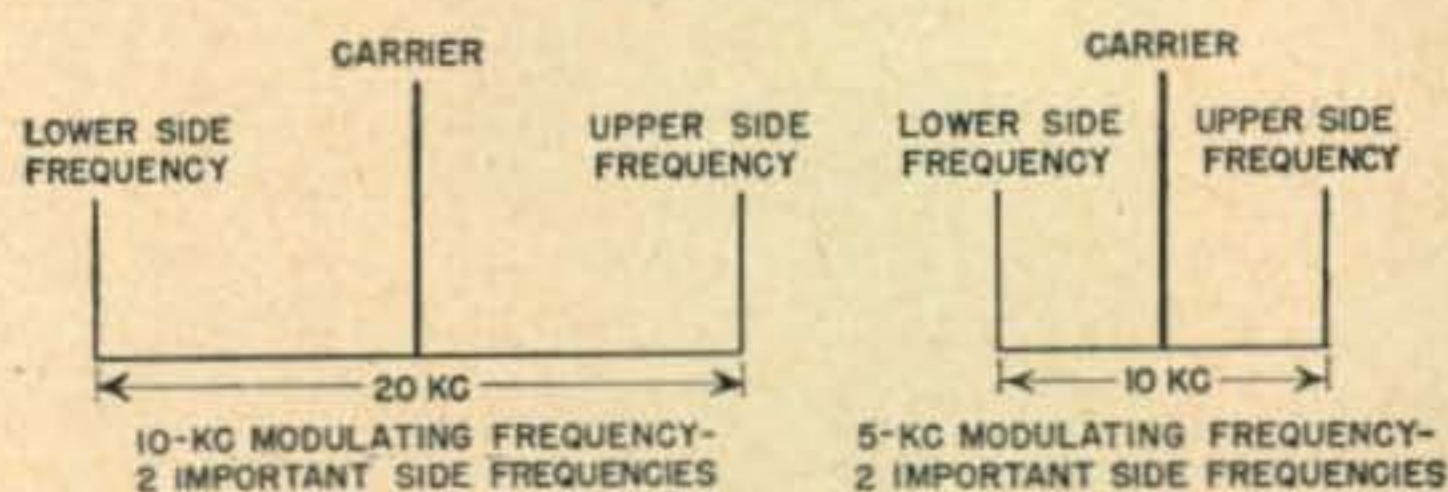 CARRIER
LOWER SIDE
FREQUENCY
UPPER SIDE
FREQUENCY
20 KC
10-KC MODULATING FREQUENCY-
2 IMPORTANT SIDE FREQUENCIES
CARRIER
LOWER SIDE
FREQUENCY
UPPER SIDE
FREQUENCY
10 KC
5-KC MODULATING FREQUENCY-
2 IMPORTANT SIDE FREQUENCIES